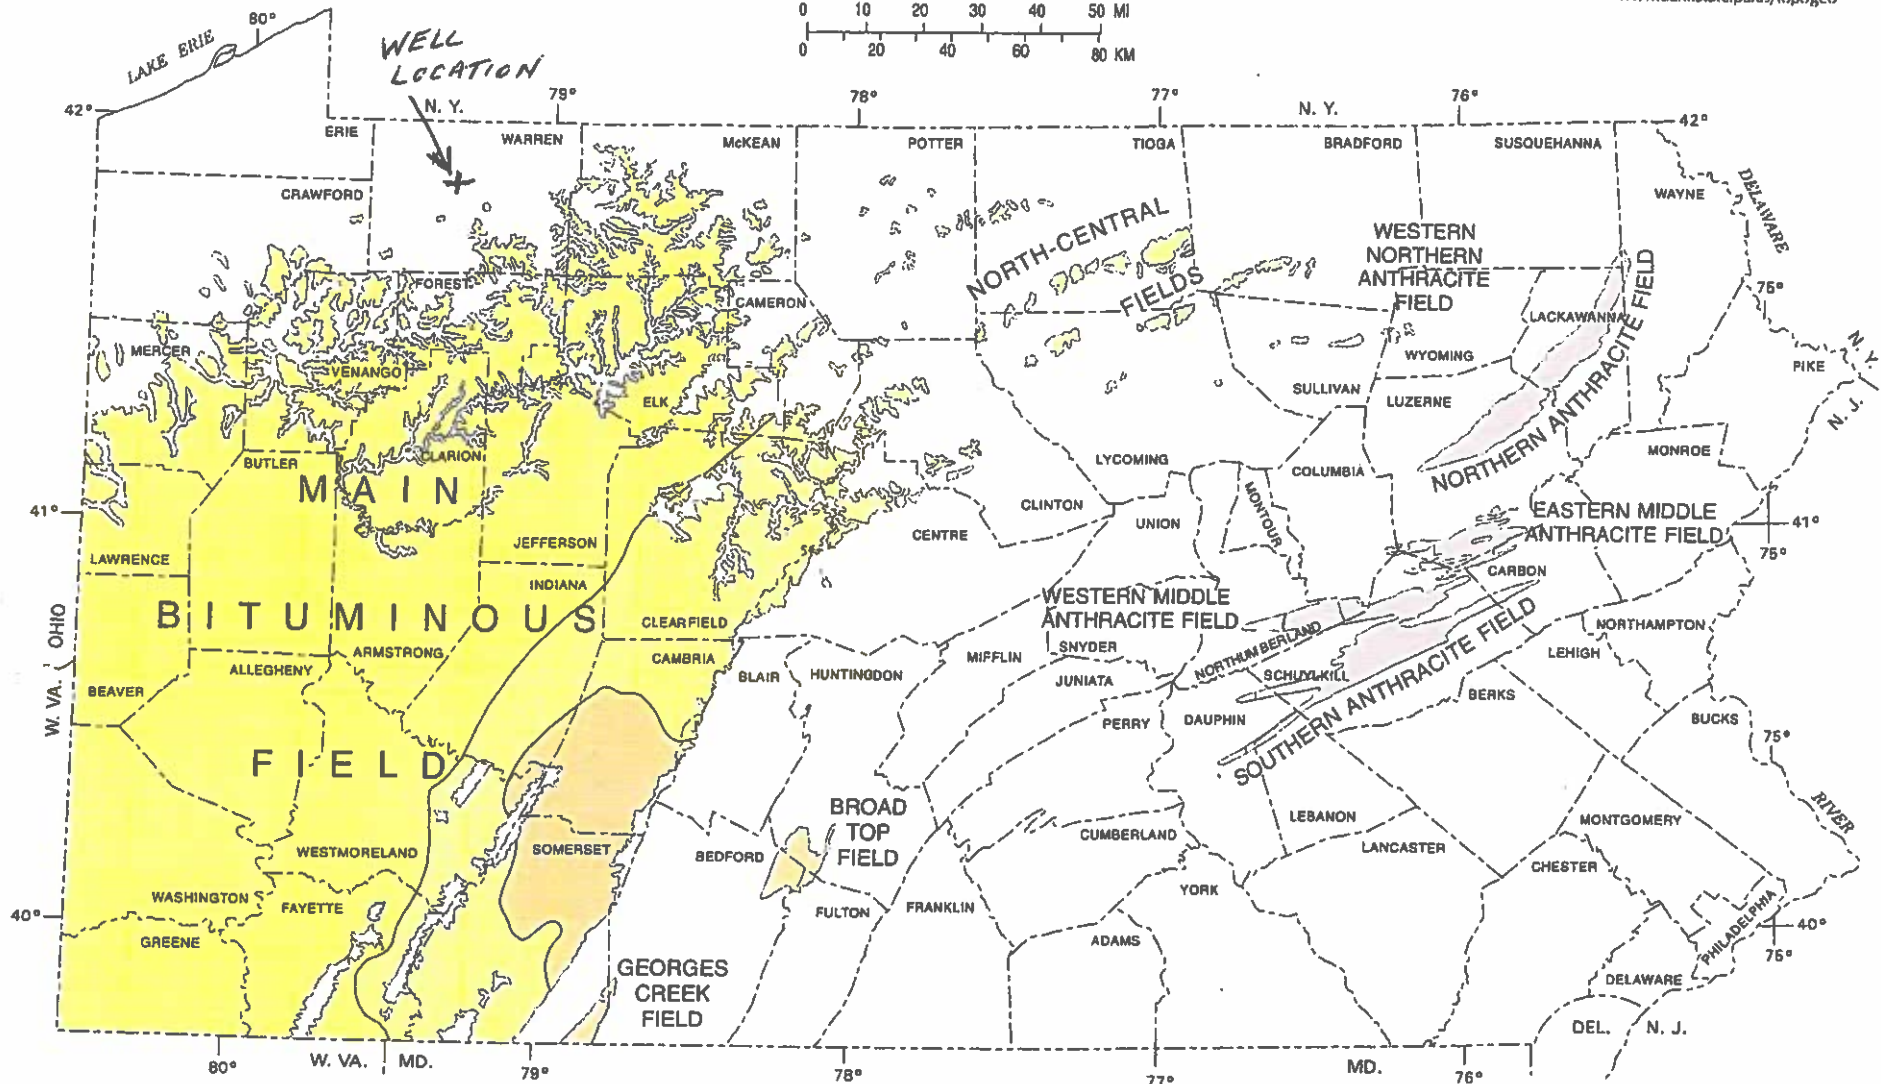 0 10 20 30 40 50 MI
0 20 40 60 80 KM
LAKE ERIE
80°
WELL
LOCATION
42°
N. Y.
79°
78°
77°
N. Y.
76°
42°
ERIE
WARREN
McKEAN
POTTER
TIOGA
BRADFORD
SUSQUEHANNA
WAYNE
DELAWARE
CRAWFORD
NORTH-CENTRAL
FIELDS
WESTERN
NORTHERN
ANTHRACITE
FIELD
FOREST
CAMERON
75°
LACKAWANNA
NORTHERN ANTHRACITE FIELD
MERCER
VENANGO
WYOMING
N. Y.
PIKE
SULLIVAN
ELK
LUZERNE
N. J.
BUTLER
CLARION
LYCOMING
COLUMBIA
MONROE
MAIN
CLINTON
MONTOUR
41°
UNION
EASTERN MIDDLE
ANTHRACITE FIELD
41°
75°
CENTRE
JEFFERSON
LAWRENCE
INDIANA
CARBON
BITUMINOUS
WESTERN MIDDLE
ANTHRACITE FIELD
CLEARFIELD
NORTHUMBERLAND
NORTHAMPTON
OHIO
W. VA.
ARMSTRONG
CAMBRIA
SNYDER
LEHIGH
ALLEGHENY
MIFFLIN
BLAIR
HUNTINGDON
SCHUYLKILL
JUNIATA
BEAVER
BERKS
SOUTHERN ANTHRACITE FIELD
PERRY
DAUPHIN
BUCKS
75°
FIELD
BROAD
TOP
FIELD
LEBANON
MONTGOMERY
RIVER
CUMBERLAND
WESTMORELAND
SOMERSET
BEDFORD
LANCASTER
CHESTER
WASHINGTON
FAYETTE
YORK
PHILADELPHIA
40°
FULTON
FRANKLIN
40°
GREENE
ADAMS
75°
GEORGES
CREEK
FIELD
DELAWARE
DEL.
N. J.
80°
W. VA.
MD.
79°
78°
77°
MD.
76°